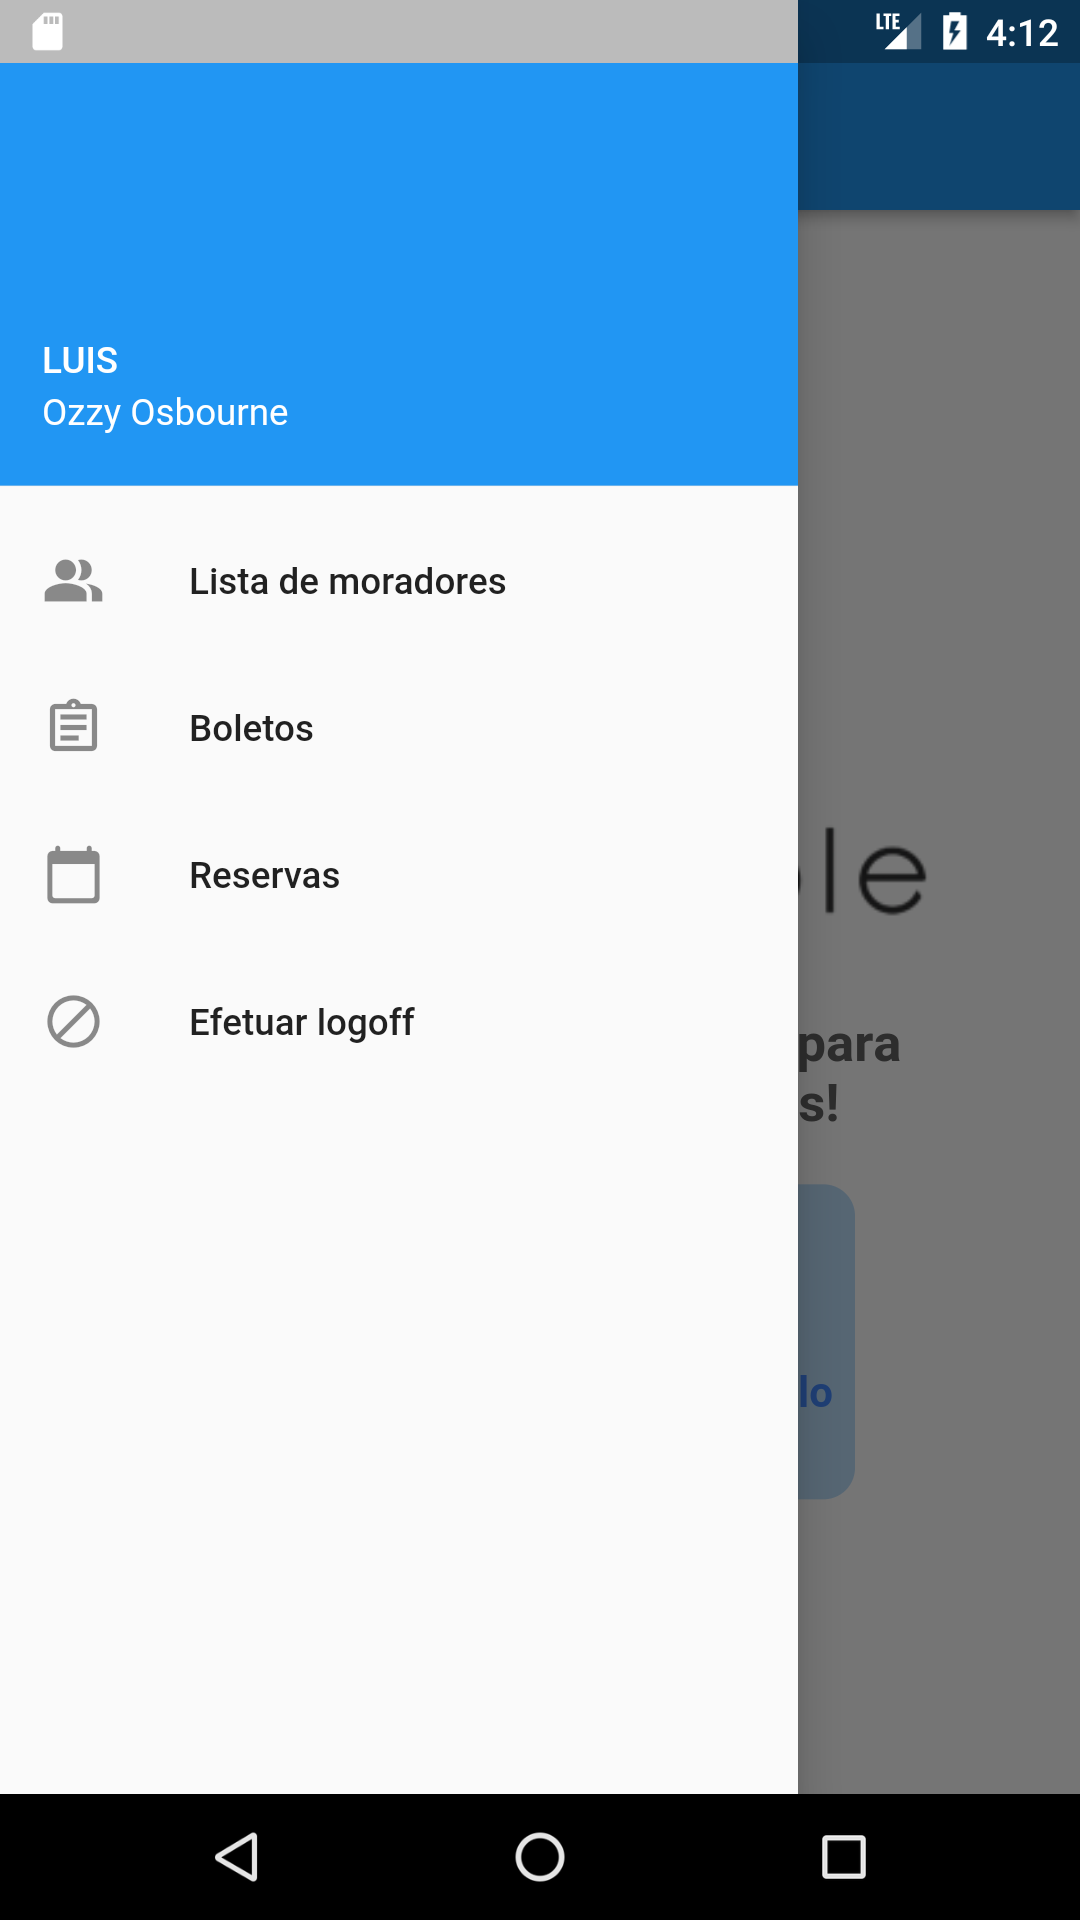 LTE 4:12
LUIS
Ozzy Osbourne
Lista de moradores
Boletos
Reservas
Efetuar logoff
le
para
s!
lo